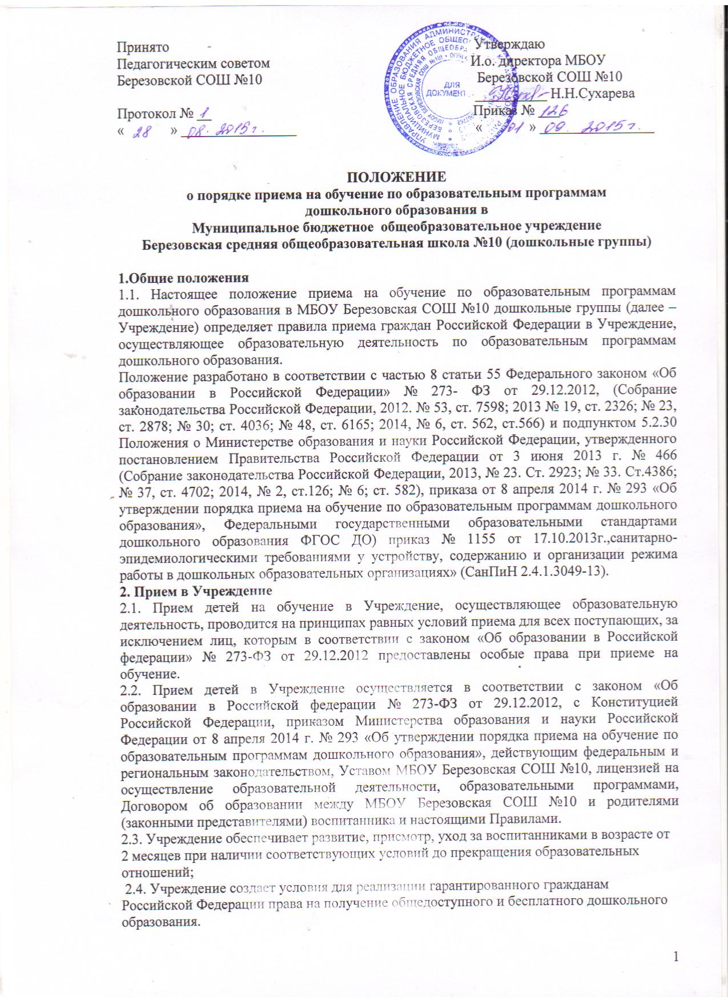 Принято
Педагогическим советом
Березовской СОШ №10
Протокол № 1
« 28 » 08. 2015г.
Утверждаю
И.о. директора МБОУ
Березовской СОШ №10
Н.Н.Сухарева
Приказ № 126
« 01 » 09. 2015г.
ДЛЯ
ДОКУМЕНТ
ПОЛОЖЕНИЕ
о порядке приема на обучение по образовательным программам
дошкольного образования в
Муниципальное бюджетное общеобразовательное учреждение
Березовская средняя общеобразовательная школа №10 (дошкольные группы)
1.Общие положения
1.1. Настоящее положение приема на обучение по образовательным программам
дошкольного образования в МБОУ Березовская СОШ №10 дошкольные группы (далее –
Учреждение) определяет правила приема граждан Российской Федерации в Учреждение,
осуществляющее образовательную деятельность по образовательным программам
дошкольного образования.
Положение разработано в соответствии с частью 8 статьи 55 Федерального законом «Об
образовании в Российской Федерации» № 273- ФЗ от 29.12.2012, (Собрание
законодательства Российской Федерации, 2012. № 53, ст. 7598; 2013 № 19, ст. 2326; № 23,
ст. 2878; № 30; ст. 4036; № 48, ст. 6165; 2014, № 6, ст. 562, ст.566) и подпунктом 5.2.30
Положения о Министерстве образования и науки Российской Федерации, утвержденного
постановлением Правительства Российской Федерации от 3 июня 2013 г. № 466
(Собрание законодательства Российской Федерации, 2013, № 23. Ст. 2923; № 33. Ст.4386;
№ 37, ст. 4702; 2014, № 2, ст.126; № 6; ст. 582), приказа от 8 апреля 2014 г. № 293 «Об
утверждении порядка приема на обучение по образовательным программам дошкольного
образования», Федеральными государственными образовательными стандартами
дошкольного образования ФГОС ДО) приказ № 1155 от 17.10.2013г.,санитарно-
эпидемиологическими требованиями у устройству, содержанию и организации режима
работы в дошкольных образовательных организациях» (СанПиН 2.4.1.3049-13).
2. Прием в Учреждение
2.1. Прием детей на обучение в Учреждение, осуществляющее образовательную
деятельность, проводится на принципах равных условий приема для всех поступающих, за
исключением лиц, которым в соответствии с законом «Об образовании в Российской
федерации» № 273-ФЗ от 29.12.2012 предоставлены особые права при приеме на
обучение.
2.2. Прием детей в Учреждение осуществляется в соответствии с законом «Об
образовании в Российской федерации № 273-ФЗ от 29.12.2012, с Конституцией
Российской Федерации, приказом Министерства образования и науки Российской
Федерации от 8 апреля 2014 г. № 293 «Об утверждении порядка приема на обучение по
образовательным программам дошкольного образования», действующим федеральным и
региональным законодательством, Уставом МБОУ Березовская СОШ №10, лицензией на
осуществление образовательной деятельности, образовательными программами,
Договором об образовании между МБОУ Березовская СОШ №10 и родителями
(законными представителями) воспитанника и настоящими Правилами.
2.3. Учреждение обеспечивает развитие, присмотр, уход за воспитанниками в возрасте от
2 месяцев при наличии соответствующих условий до прекращения образовательных
отношений;
2.4. Учреждение создает условия для реализации гарантированного гражданам
Российской Федерации права на получение общедоступного и бесплатного дошкольного
образования.
1